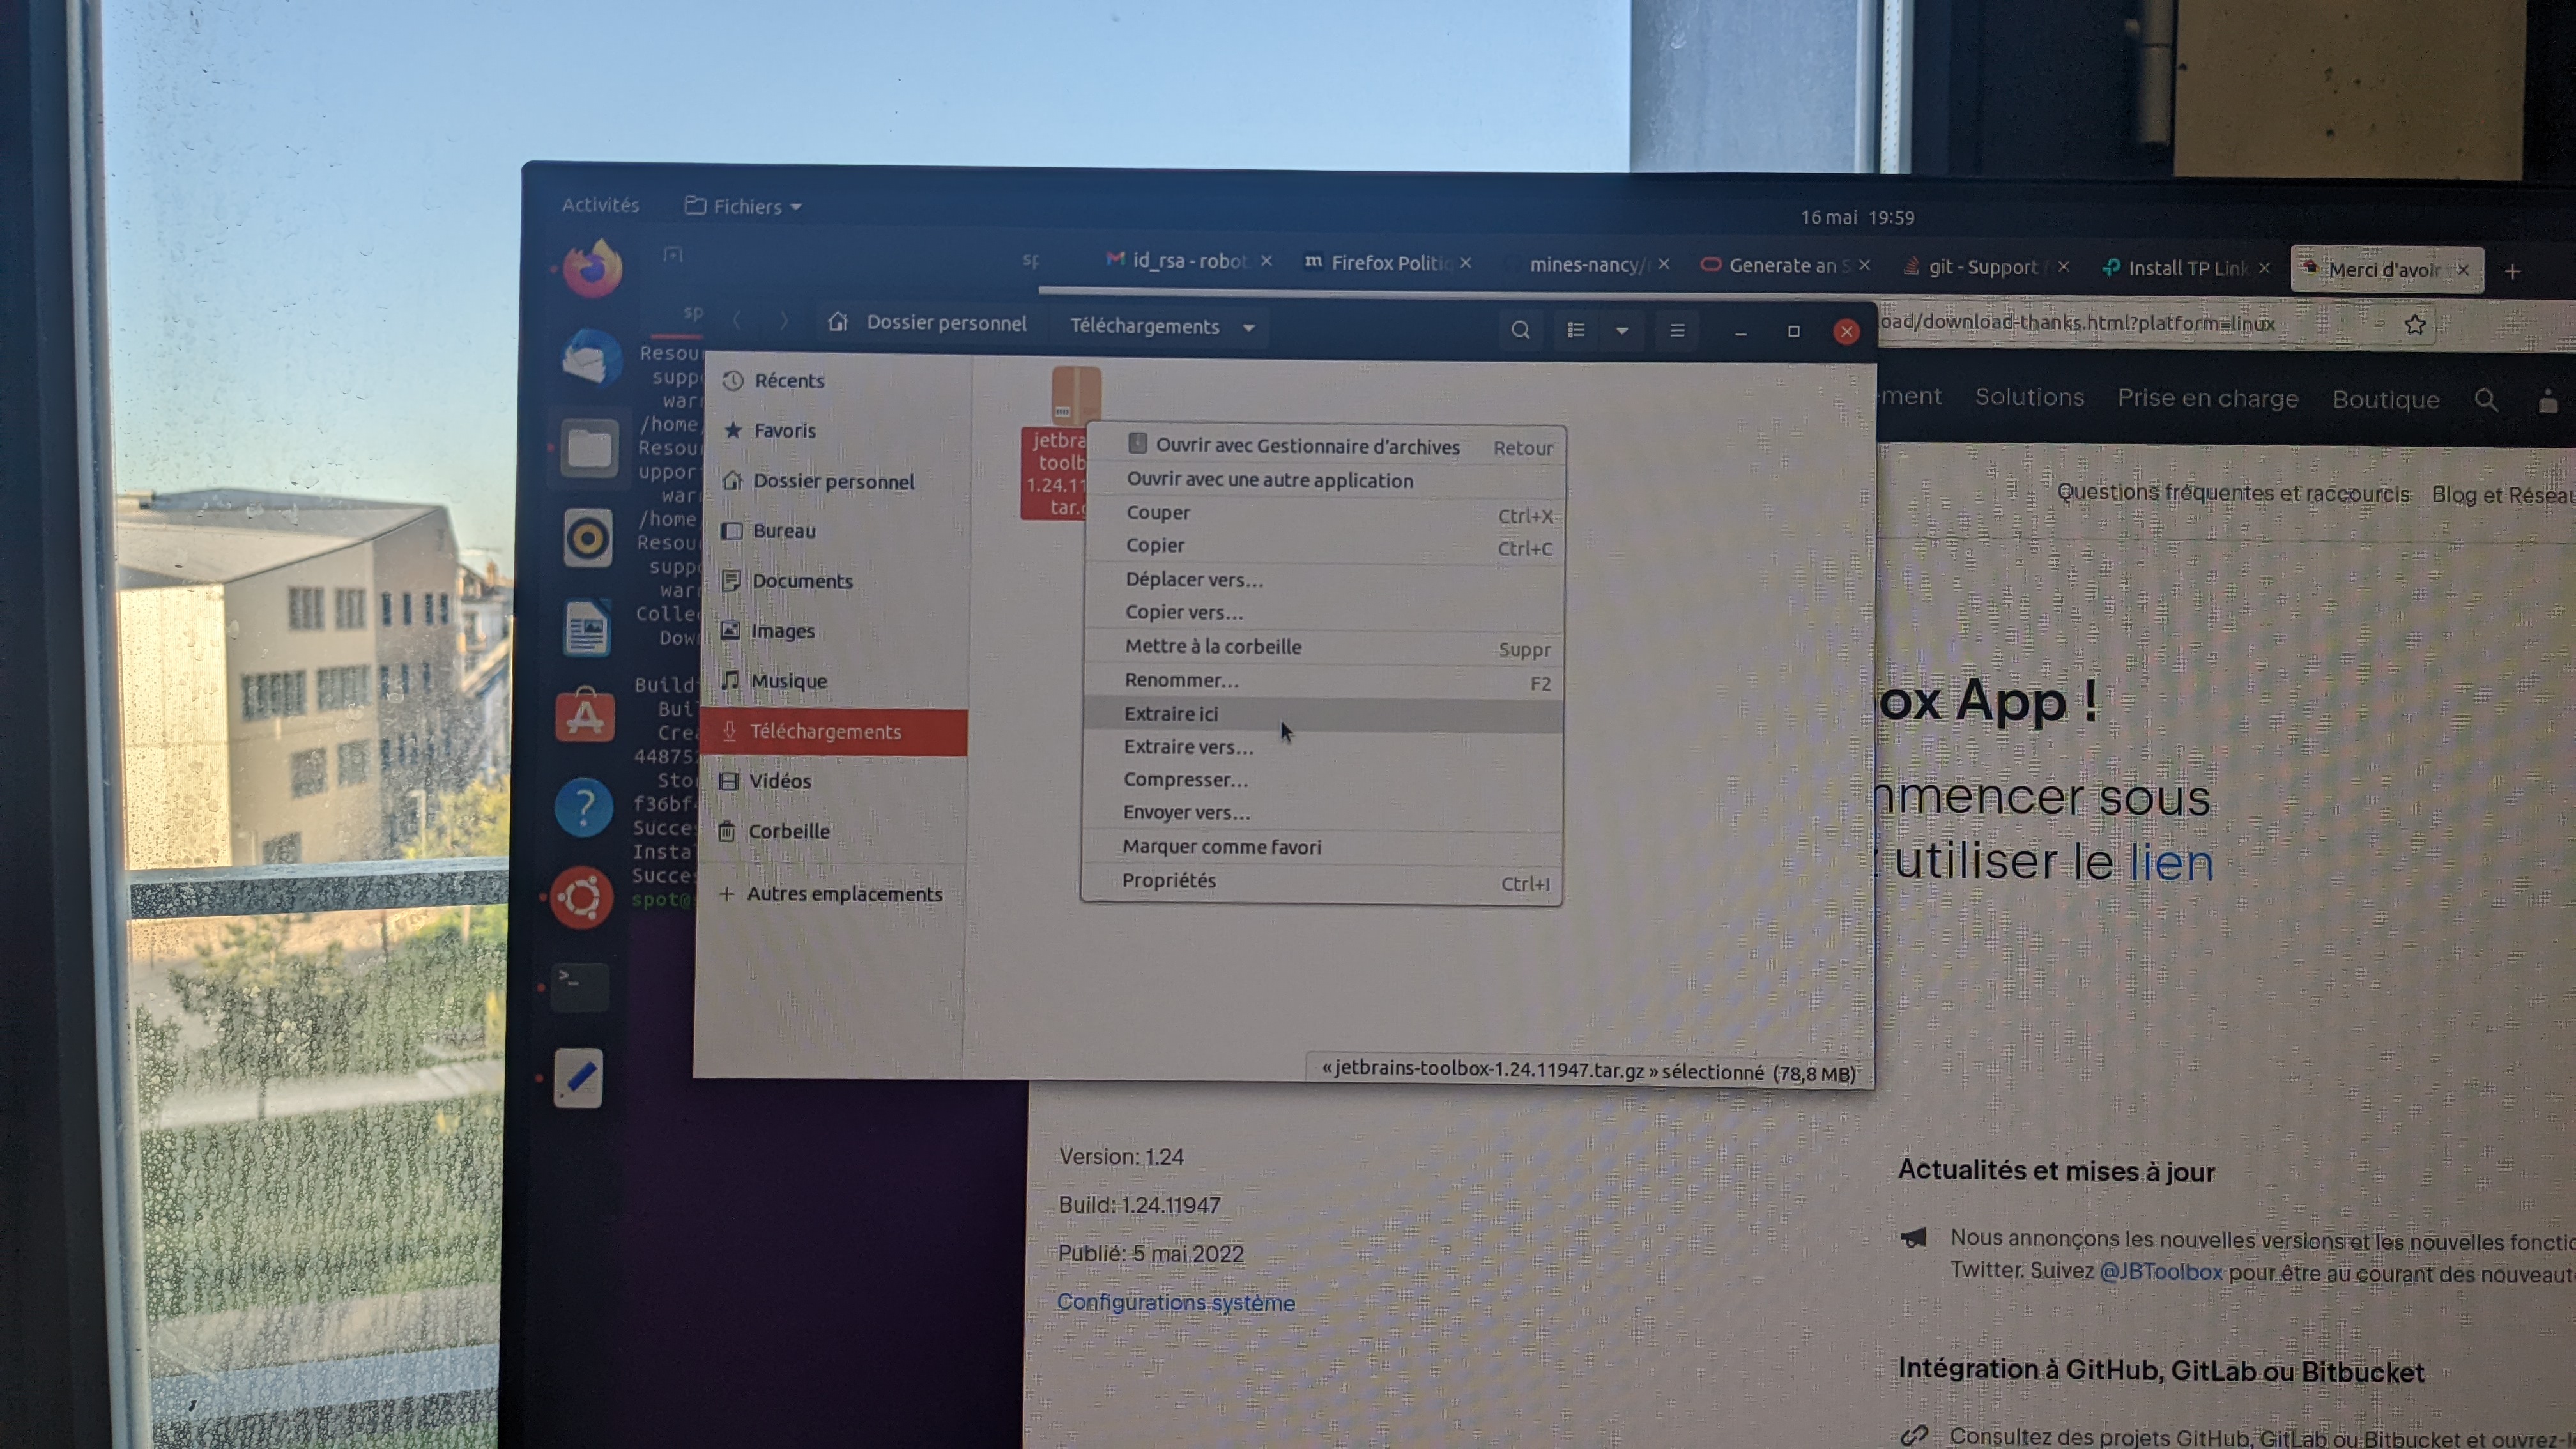 Activités
Fichiers
16 mai 19:59
id_rsa - robot
Firefox Politiq
mines-nancy/
Generate an S
git - Support
Install TP Link
Merci d'avoir
Dossier personnel
Téléchargements
oad/download-thanks.html?platform=linux
ment
Solutions
Prise en charge
Boutique
Questions fréquentes et raccourcis
Blog et Réseau
sp
sp
Resou
supp
war
/home
Resou
uppor
war
/home
Resou
supp
war
Colle
Dow
Build
Bui
Cre
44875
Sto
f36bf
Succe
Insta
Succe
spot@
Récents
Favoris
Dossier personnel
Bureau
Documents
Images
Musique
Téléchargements
Vidéos
Corbeille
Autres emplacements
jetbra
toolb
1.24.11
tar.g
Ouvrir avec Gestionnaire d'archives Retour
Ouvrir avec une autre application
Couper Ctrl+X
Copier Ctrl+C
Déplacer vers…
Copier vers…
Mettre à la corbeille Suppr
Renommer… F2
Extraire ici
Extraire vers…
Compresser…
Envoyer vers…
Marquer comme favori
Propriétés Ctrl+I
« jetbrains-toolbox-1.24.11947.tar.gz » sélectionné (78,8 MB)
ox App !
mmencer sous
utiliser le lien
Version: 1.24
Build: 1.24.11947
Publié: 5 mai 2022
Configurations système
Actualités et mises à jour
Nous annonçons les nouvelles versions et les nouvelles fonctio
Twitter. Suivez @JBToolbox pour être au courant des nouveaut
Intégration à GitHub, GitLab ou Bitbucket
Consultez des projets GitHub, GitLab ou Bitbucket et ouvrez-l